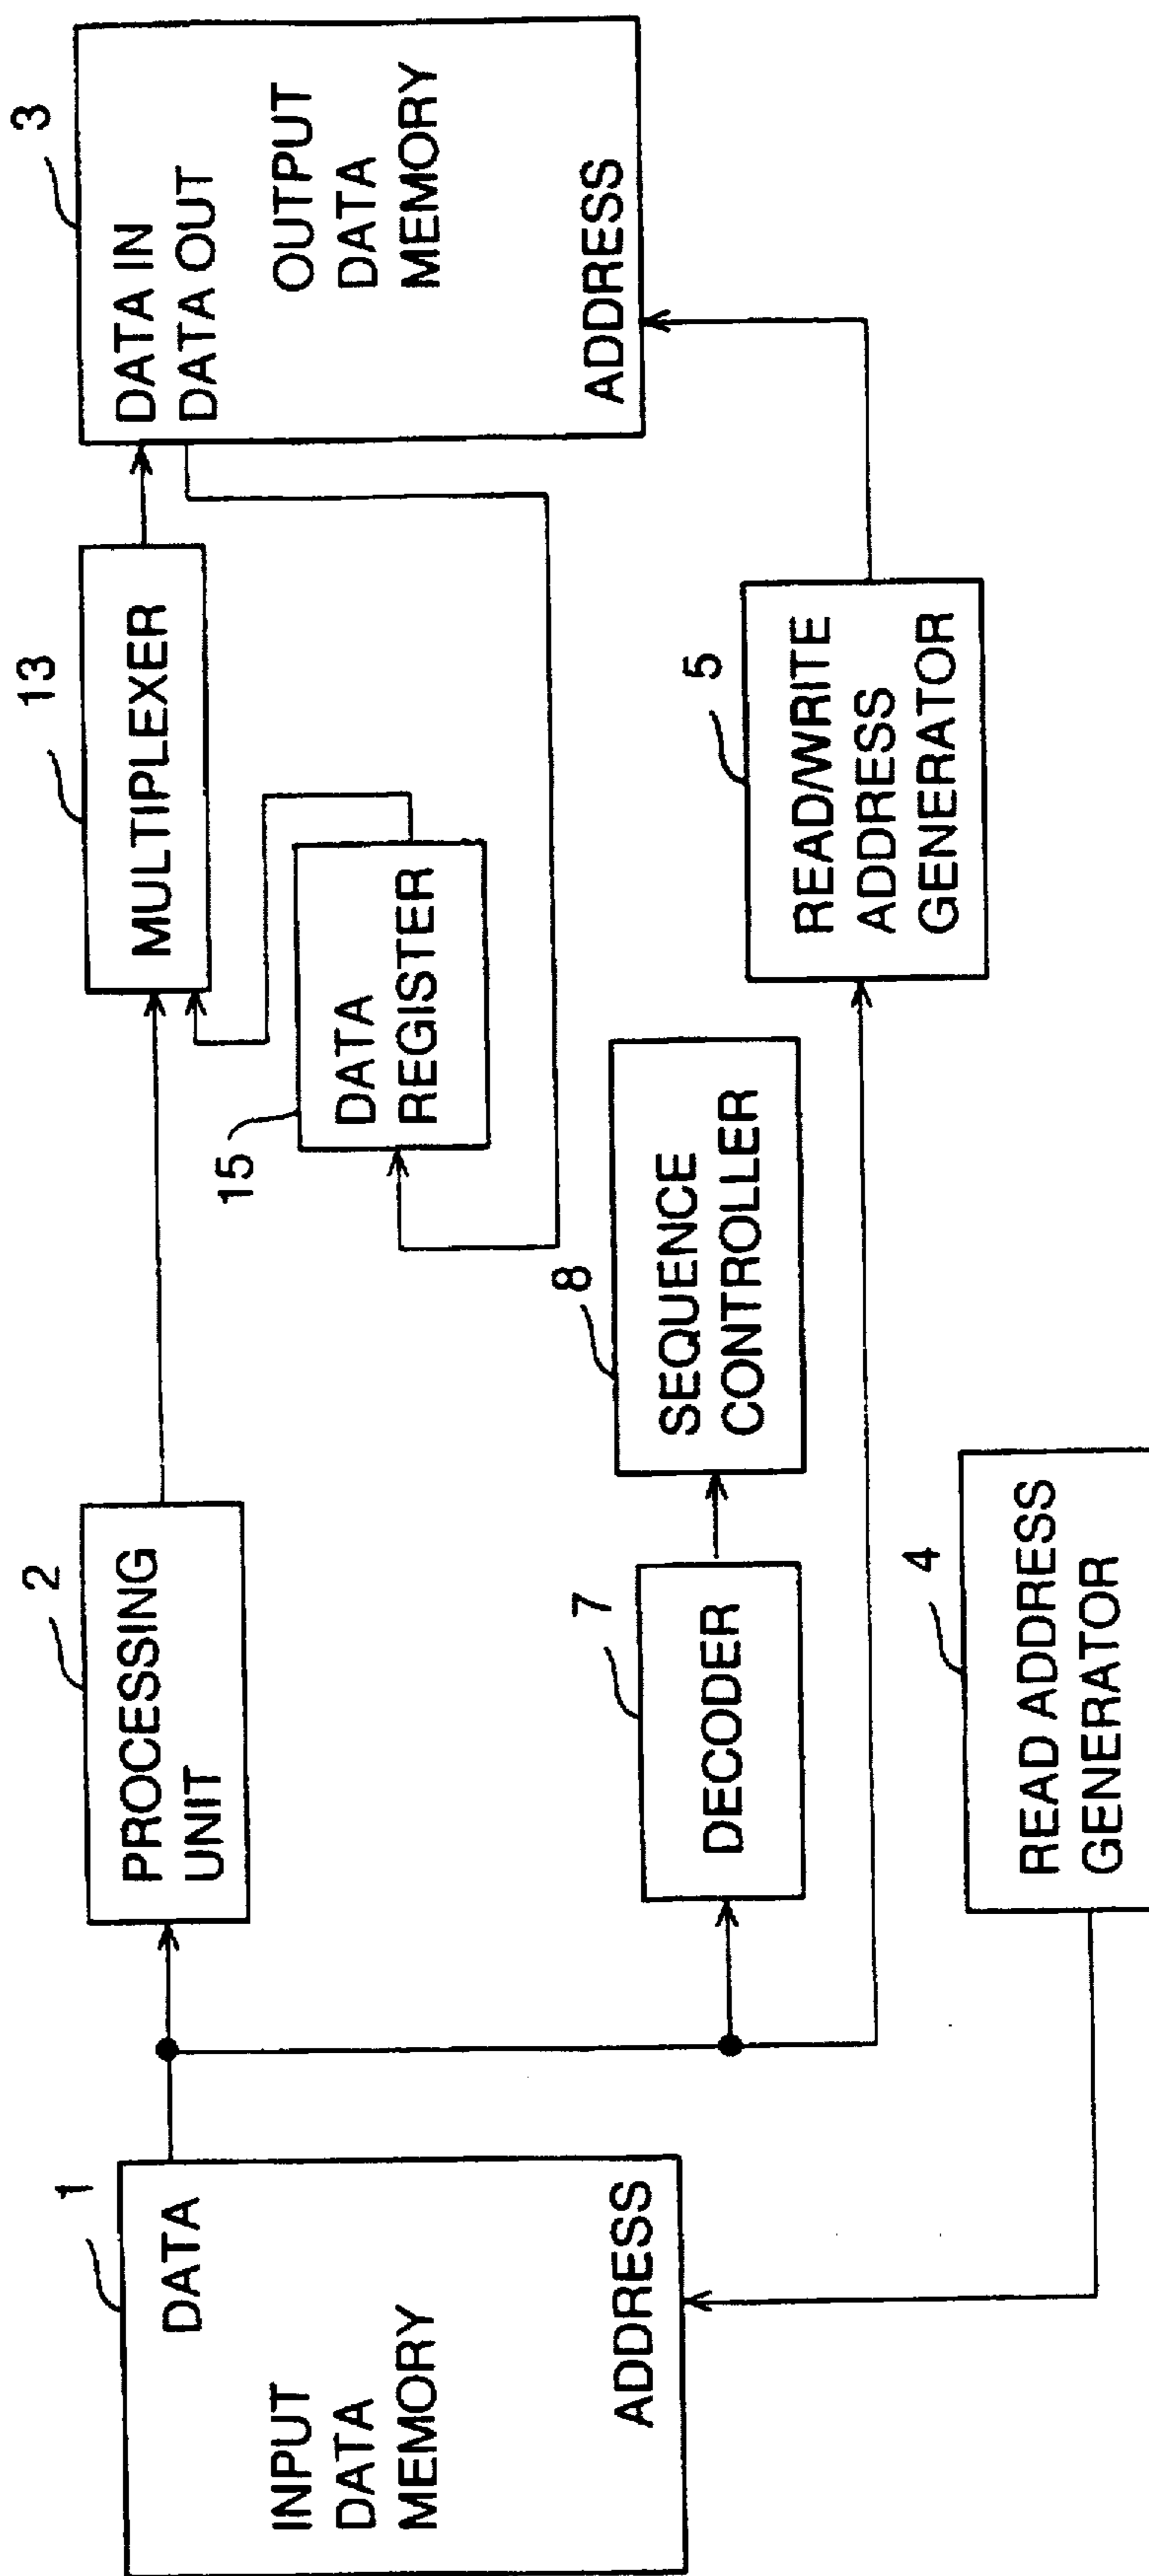 1
DATA
INPUT
DATA
MEMORY
ADDRESS
2
PROCESSING
UNIT
13
MULTIPLEXER
3
DATA IN
DATA OUT
OUTPUT
DATA
MEMORY
ADDRESS
15
DATA
REGISTER
7
DECODER
8
SEQUENCE
CONTROLLER
5
READ/WRITE
ADDRESS
GENERATOR
4
READ ADDRESS
GENERATOR